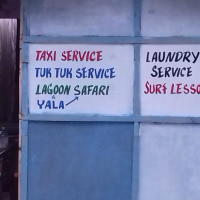 TAXI SERVICE
TUK TUK SERVICE
LAGOON SAFARI
& YALA
LAUNDRY
SERVICE
SURF LESSO